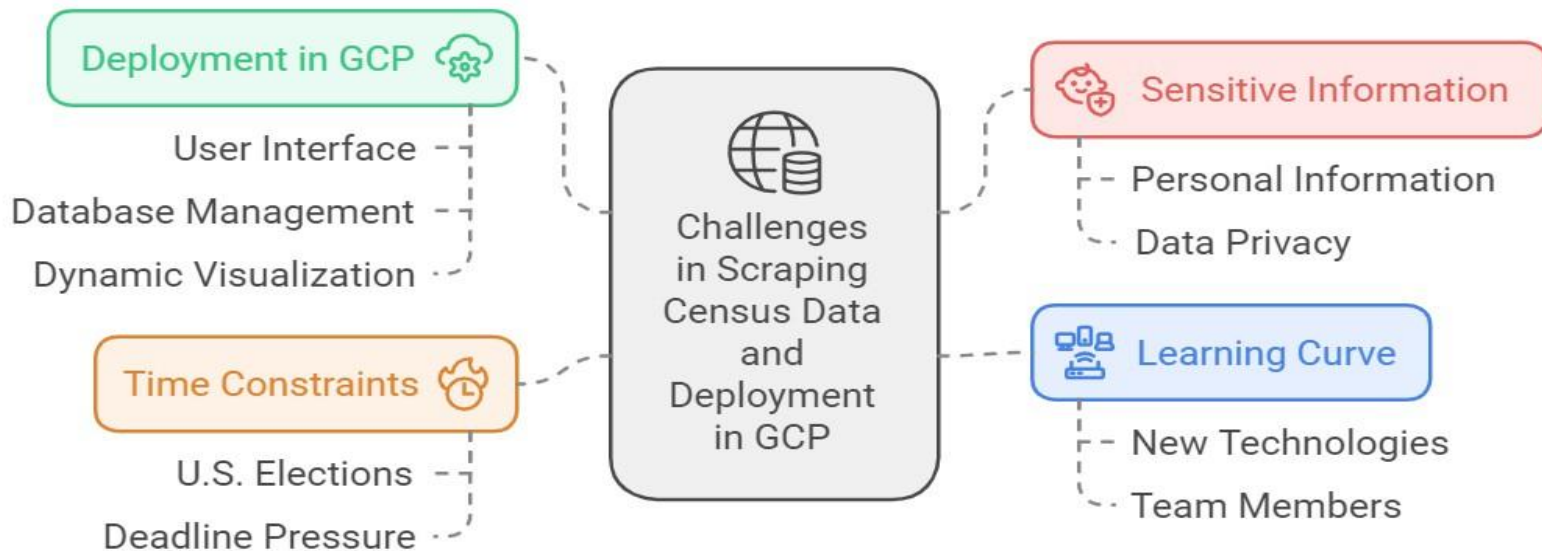 Deployment in GCP
User Interface
Database Management
Dynamic Visualization
Time Constraints
U.S. Elections
Deadline Pressure
Challenges
in Scraping
Census Data
and
Deployment
in GCP
Sensitive Information
Personal Information
Data Privacy
Learning Curve
New Technologies
Team Members